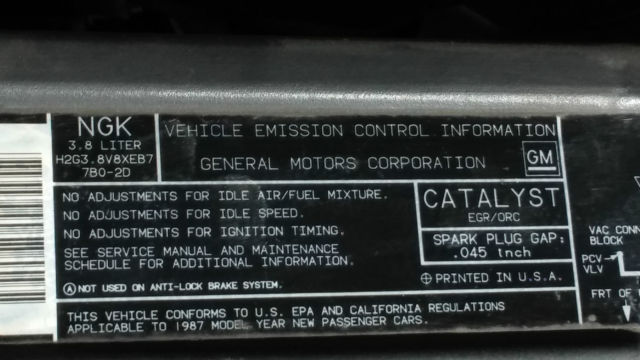 NGK
3.8 LITER
H2G3.8V8XEB7
7B0-2D
VEHICLE EMISSION CONTROL INFORMATION
GENERAL MOTORS CORPORATION
GM
NO ADJUSTMENTS FOR IDLE AIR/FUEL MIXTURE.
NO ADJUSTMENTS FOR IDLE SPEED.
NO ADJUSTMENTS FOR IGNITION TIMING.
SEE SERVICE MANUAL AND MAINTENANCE
SCHEDULE FOR ADDITIONAL INFORMATION.
Ⓐ NOT USED ON ANTI-LOCK BRAKE SYSTEM.
CATALYST
EGR/ORC
SPARK PLUG GAP:
.045 Inch
PRINTED IN U.S.A.
THIS VEHICLE CONFORMS TO U.S. EPA AND CALIFORNIA REGULATIONS
APPLICABLE TO 1987 MODEL YEAR NEW PASSENGER CARS.
VAC CONN
BLOCK
PCV
VLV
FRT OF